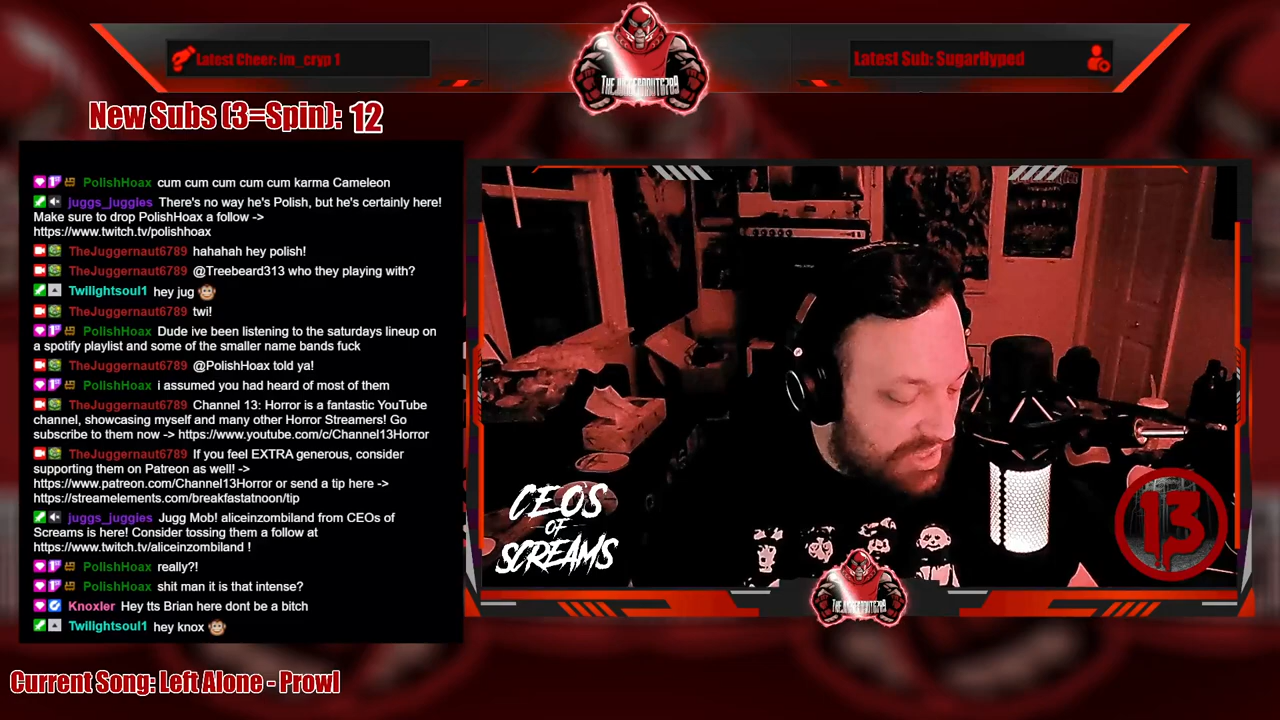 Latest Cheer: im_cryp 1
THEJUGGERNAUT6789
Latest Sub: SugarHyped
New Subs (3=Spin): 12
PolishHoax cum cum cum cum cum karma Cameleon
juggs_juggies There's no way he's Polish, but he's certainly here!
Make sure to drop PolishHoax a follow ->
https://www.twitch.tv/polishhoax
TheJuggernaut6789 hahahah hey polish!
TheJuggernaut6789 @Treebeard313 who they playing with?
Twilightsoul1 hey jug
TheJuggernaut6789 twi!
PolishHoax Dude ive been listening to the saturdays lineup on
a spotify playlist and some of the smaller name bands fuck
TheJuggernaut6789 @PolishHoax told ya!
PolishHoax i assumed you had heard of most of them
TheJuggernaut6789 Channel 13: Horror is a fantastic YouTube
channel, showcasing myself and many other Horror Streamers! Go
subscribe to them now -> https://www.youtube.com/c/Channel13Horror
TheJuggernaut6789 If you feel EXTRA generous, consider
supporting them on Patreon as well! ->
https://www.patreon.com/Channel13Horror or send a tip here ->
https://streamelements.com/breakfastatnoon/tip
juggs_juggies Jugg Mob! aliceinzombiland from CEOs of
Screams is here! Consider tossing them a follow at
https://www.twitch.tv/aliceinzombiland !
PolishHoax really?!
PolishHoax shit man it is that intense?
Knoxler Hey tts Brian here dont be a bitch
Twilightsoul1 hey knox
CEOS
OF
SCREAMS
13
THEJUGGERNAUT6789
Current Song: Left Alone - Prowl